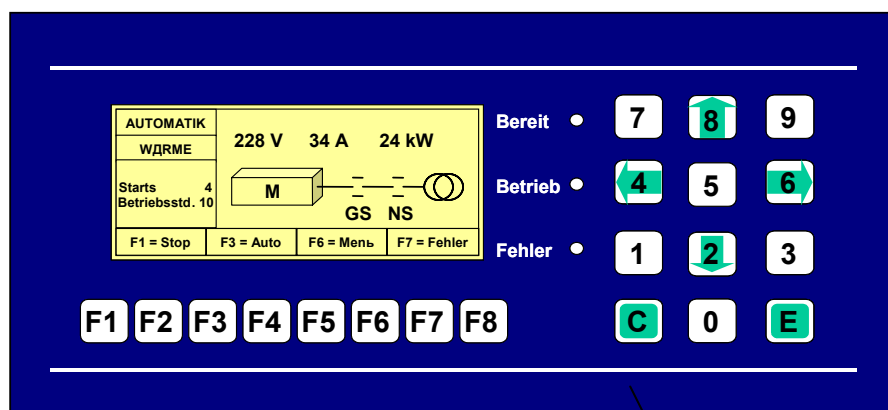 AUTOMATIK
WДRME
228 V 34 A 24 kW
Starts 4
Betriebsstd. 10
M
GS NS
F1 = Stop F3 = Auto F6 = Menь F7 = Fehler
Bereit
Betrieb
Fehler
7 8 9
4 5 6
1 2 3
C 0 E
F1 F2 F3 F4 F5 F6 F7 F8